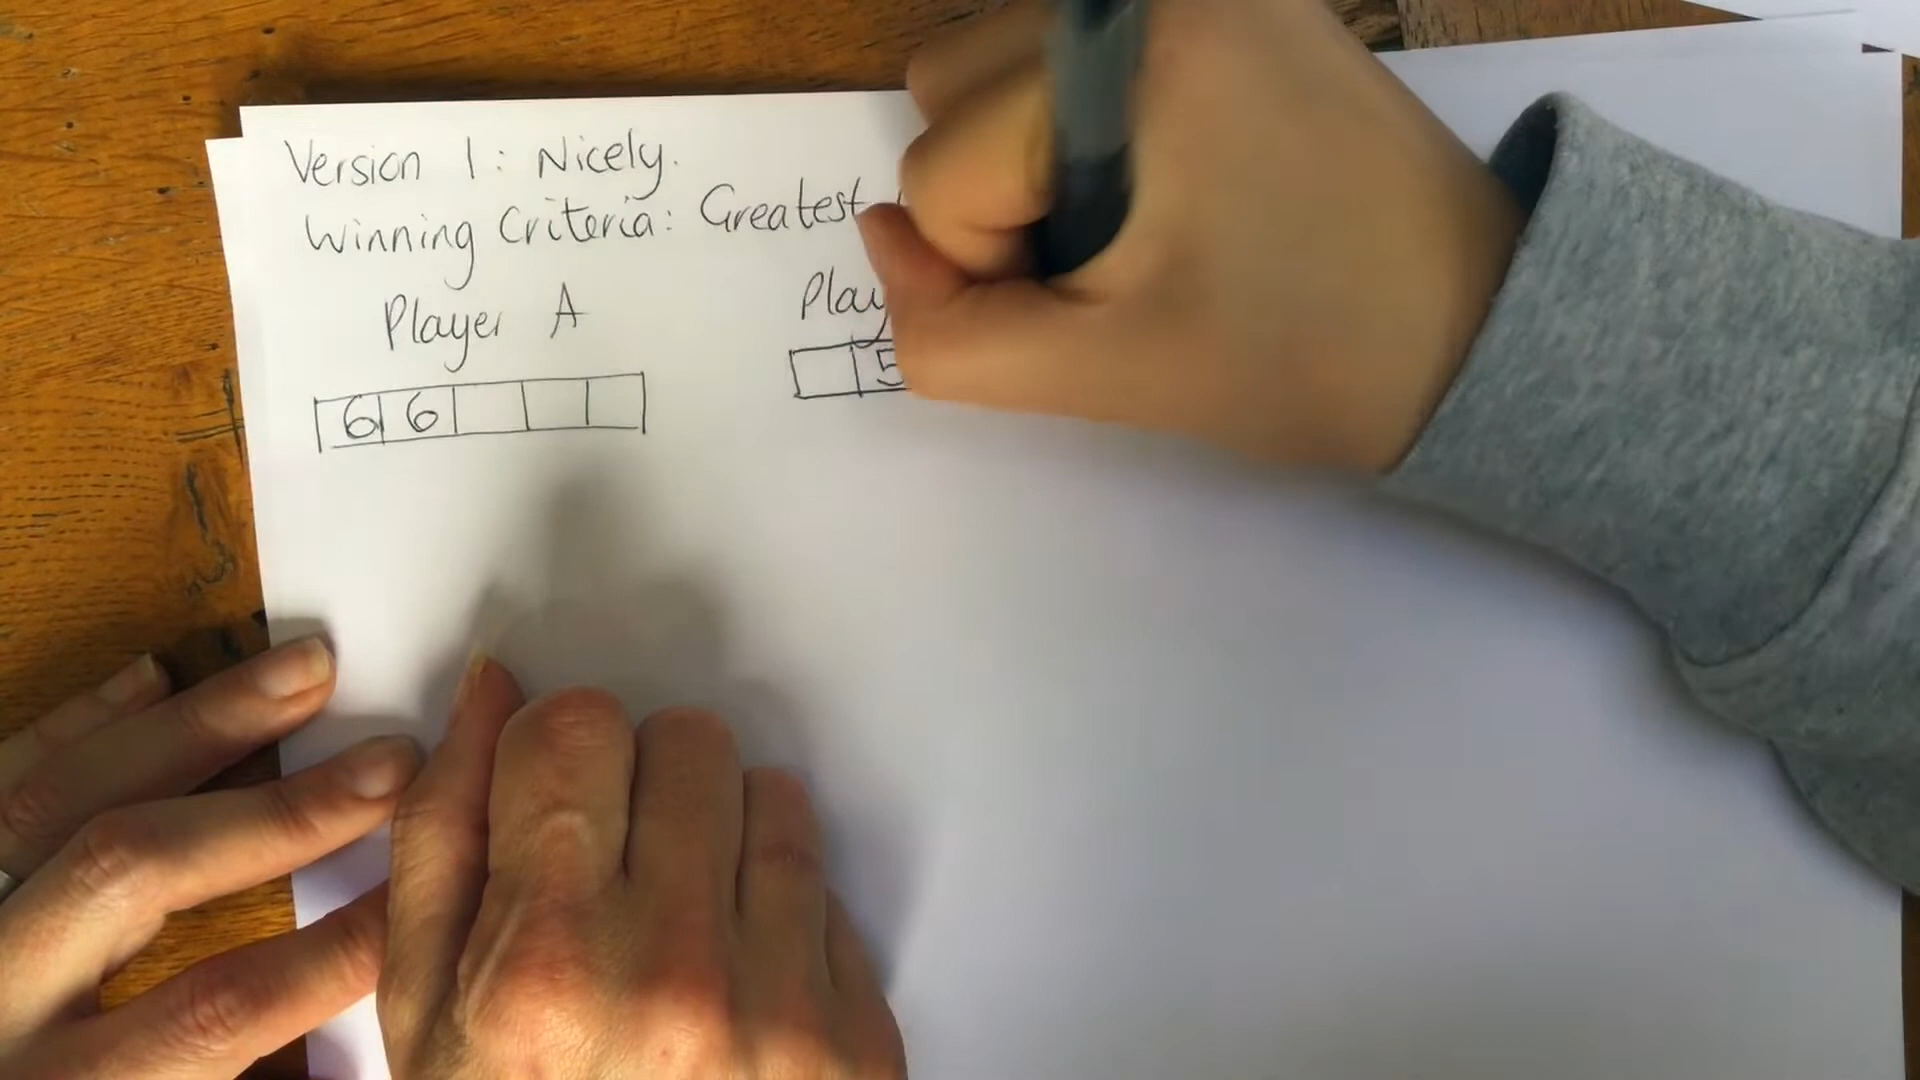 Version 1: Nicely.
Winning Criteria: Greatest
Player A
6 6
5